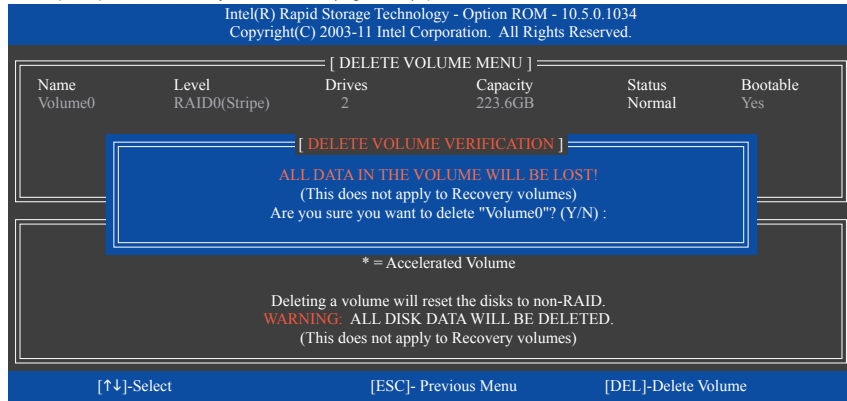 Intel(R) Rapid Storage Technology - Option ROM - 10.5.0.1034
Copyright(C) 2003-11 Intel Corporation. All Rights Reserved.
[ DELETE VOLUME MENU ]
Name Level Drives Capacity Status Bootable
Volume0 RAID0(Stripe) 2 223.6GB Normal Yes
[ DELETE VOLUME VERIFICATION ]
ALL DATA IN THE VOLUME WILL BE LOST!
(This does not apply to Recovery volumes)
Are you sure you want to delete "Volume0"? (Y/N) :
* = Accelerated Volume
Deleting a volume will reset the disks to non-RAID.
WARNING: ALL DISK DATA WILL BE DELETED.
(This does not apply to Recovery volumes)
[↑↓]-Select [ESC]- Previous Menu [DEL]-Delete Volume